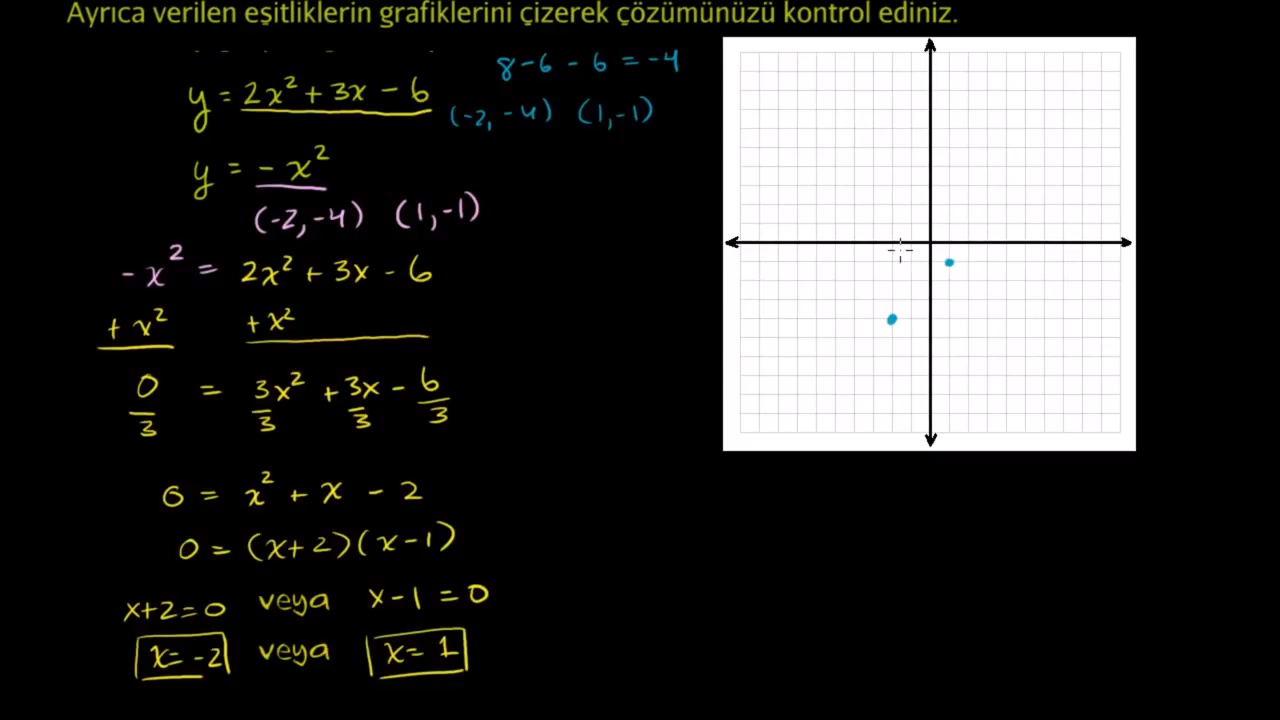 Ayrıca verilen eşitliklerin grafiklerini çizerek çözümünüzü kontrol ediniz.
8-6-6=-4
y = 2x² + 3x - 6
(-2, -4) (1, -1)
y = -x²
(-2, -4) (1, -1)
-x² = 2x² + 3x - 6
+x² +x²
0/3 = 3x²/3 + 3x/3 - 6/3
0 = x² + x - 2
0 = (x+2)(x-1)
x+2=0 veya x-1=0
x=-2 veya x=1